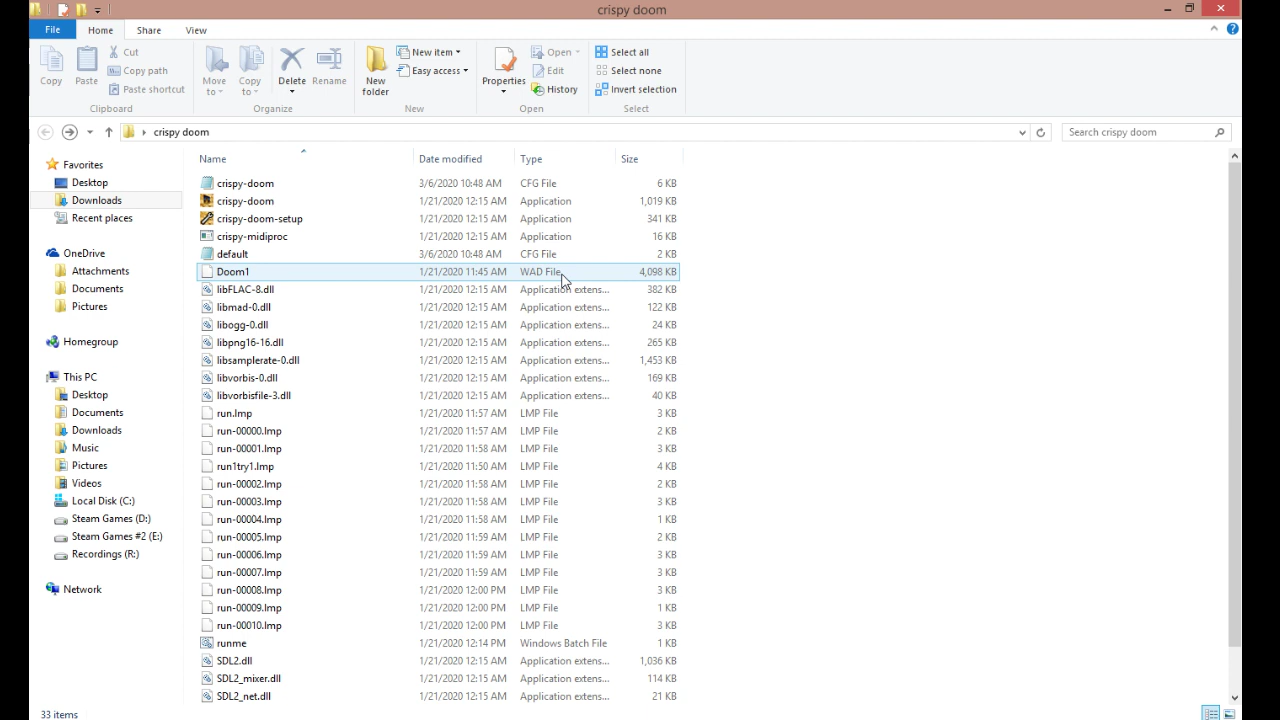 crispy doom
File Home Share View
Copy
Paste
Cut
Copy path
Paste shortcut
Clipboard
Move to
Copy to
Delete
Rename
Organize
New folder
New item
Easy access
New
Properties
Open
Edit
History
Open
Select all
Select none
Invert selection
Select
crispy doom
Search crispy doom
Favorites
Desktop
Downloads
Recent places
OneDrive
Attachments
Documents
Pictures
Homegroup
This PC
Desktop
Documents
Downloads
Music
Pictures
Videos
Local Disk (C:)
Steam Games (D:)
Steam Games #2 (E:)
Recordings (R:)
Network
Name Date modified Type Size
crispy-doom 3/6/2020 10:48 AM CFG File 6 KB
crispy-doom 1/21/2020 12:15 AM Application 1,019 KB
crispy-doom-setup 1/21/2020 12:15 AM Application 341 KB
crispy-midiproc 1/21/2020 12:15 AM Application 16 KB
default 3/6/2020 10:48 AM CFG File 2 KB
Doom1 1/21/2020 11:45 AM WAD File 4,098 KB
libFLAC-8.dll 1/21/2020 12:15 AM Application extens... 382 KB
libmad-0.dll 1/21/2020 12:15 AM Application extens... 122 KB
libogg-0.dll 1/21/2020 12:15 AM Application extens... 24 KB
libpng16-16.dll 1/21/2020 12:15 AM Application extens... 265 KB
libsamplerate-0.dll 1/21/2020 12:15 AM Application extens... 1,453 KB
libvorbis-0.dll 1/21/2020 12:15 AM Application extens... 169 KB
libvorbisfile-3.dll 1/21/2020 12:15 AM Application extens... 40 KB
run.lmp 1/21/2020 11:57 AM LMP File 3 KB
run-00000.lmp 1/21/2020 11:57 AM LMP File 2 KB
run-00001.lmp 1/21/2020 11:58 AM LMP File 3 KB
run1try1.lmp 1/21/2020 11:50 AM LMP File 4 KB
run-00002.lmp 1/21/2020 11:58 AM LMP File 2 KB
run-00003.lmp 1/21/2020 11:58 AM LMP File 3 KB
run-00004.lmp 1/21/2020 11:58 AM LMP File 1 KB
run-00005.lmp 1/21/2020 11:59 AM LMP File 2 KB
run-00006.lmp 1/21/2020 11:59 AM LMP File 3 KB
run-00007.lmp 1/21/2020 11:59 AM LMP File 3 KB
run-00008.lmp 1/21/2020 12:00 PM LMP File 3 KB
run-00009.lmp 1/21/2020 12:00 PM LMP File 1 KB
run-00010.lmp 1/21/2020 12:00 PM LMP File 3 KB
runme 1/21/2020 12:14 PM Windows Batch File 1 KB
SDL2.dll 1/21/2020 12:15 AM Application extens... 1,036 KB
SDL2_mixer.dll 1/21/2020 12:15 AM Application extens... 114 KB
SDL2_net.dll 1/21/2020 12:15 AM Application extens... 21 KB
33 items